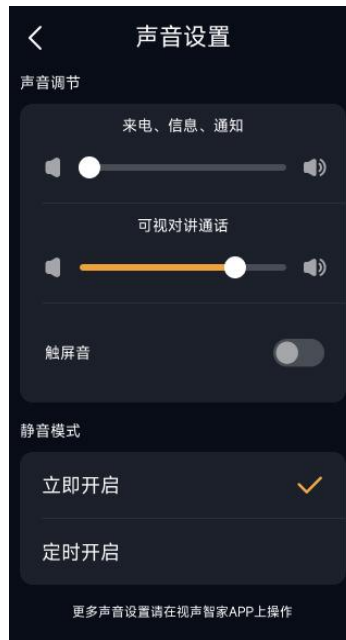 声音设置
声音调节
来电、信息、通知
可视对讲通话
触屏音
静音模式
立即开启
定时开启
更多声音设置请在视声智家APP上操作